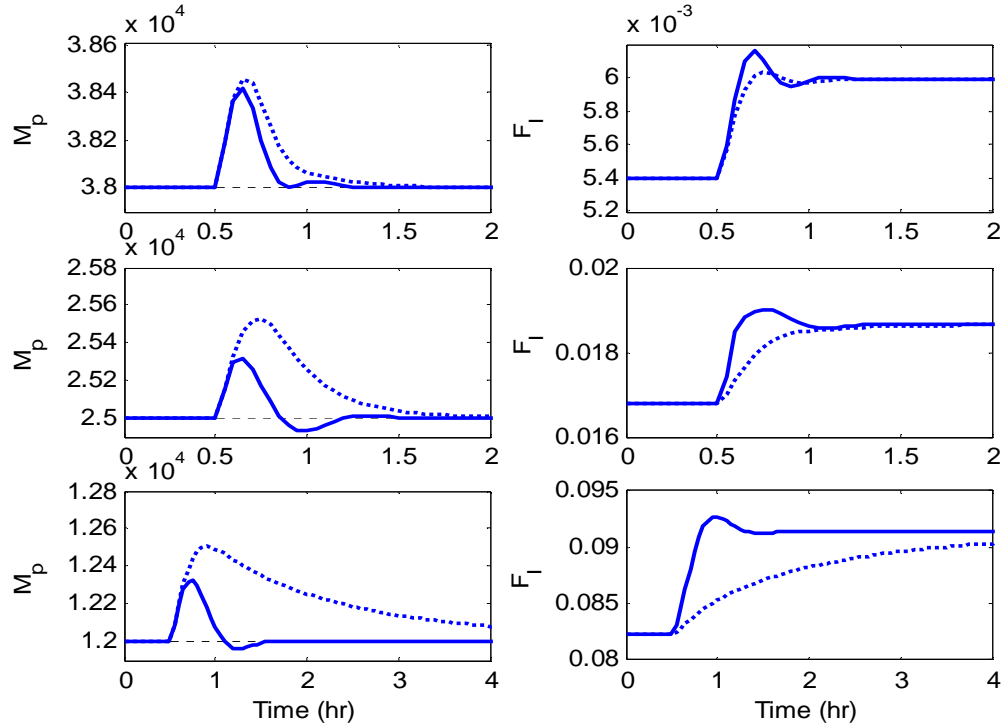 x 10^4
3.86
3.84
3.82
3.8
M_p
0 0.5 1 1.5 2
x 10^-3
6
5.8
5.6
5.4
5.2
F_I
0 0.5 1 1.5 2
x 10^4
2.58
2.56
2.54
2.52
2.5
M_p
0 0.5 1 1.5 2
0.02
0.018
0.016
F_I
0 0.5 1 1.5 2
x 10^4
1.28
1.26
1.24
1.22
1.2
M_p
0 1 2 3 4
Time (hr)
0.095
0.09
0.085
0.08
F_I
0 1 2 3 4
Time (hr)